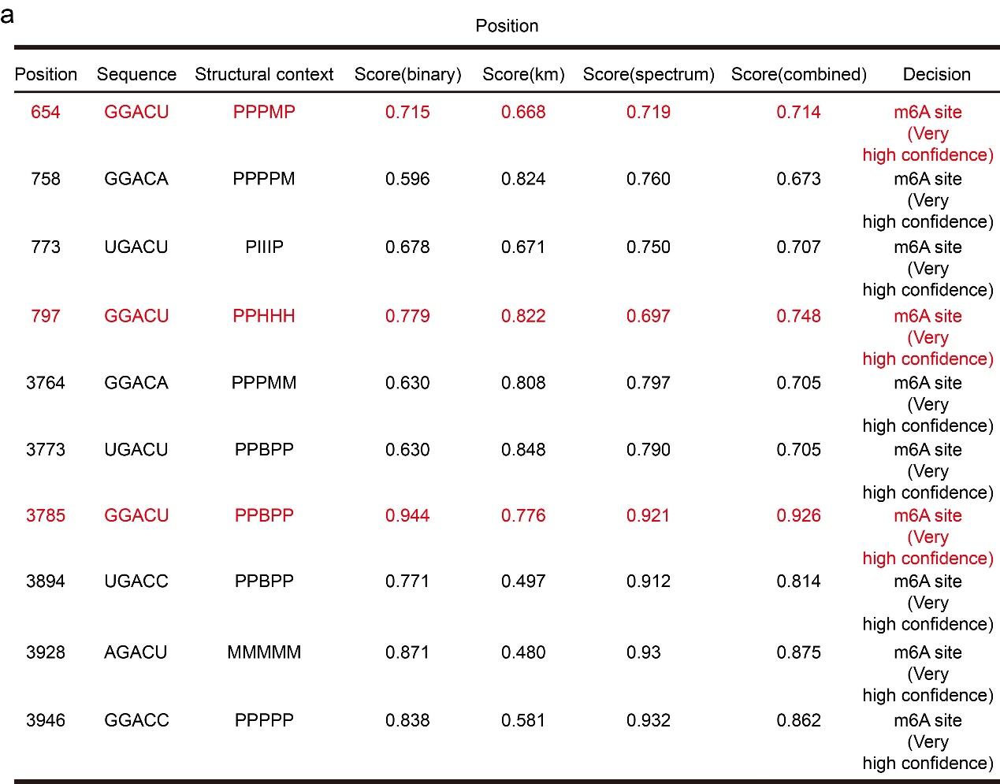 a
Position
Position Sequence Structural context Score(binary) Score(km) Score(spectrum) Score(combined) Decision
654 GGACU PPPMP 0.715 0.668 0.719 0.714 m6A site
(Very
high confidence)
758 GGACA PPPPM 0.596 0.824 0.760 0.673 m6A site
(Very
high confidence)
773 UGACU PIIIP 0.678 0.671 0.750 0.707 m6A site
(Very
high confidence)
797 GGACU PPHHH 0.779 0.822 0.697 0.748 m6A site
(Very
high confidence)
3764 GGACA PPPMM 0.630 0.808 0.797 0.705 m6A site
(Very
high confidence)
3773 UGACU PPBPP 0.630 0.848 0.790 0.705 m6A site
(Very
high confidence)
3785 GGACU PPBPP 0.944 0.776 0.921 0.926 m6A site
(Very
high confidence)
3894 UGACC PPBPP 0.771 0.497 0.912 0.814 m6A site
(Very
high confidence)
3928 AGACU MMMMM 0.871 0.480 0.93 0.875 m6A site
(Very
high confidence)
3946 GGACC PPPPP 0.838 0.581 0.932 0.862 m6A site
(Very
high confidence)